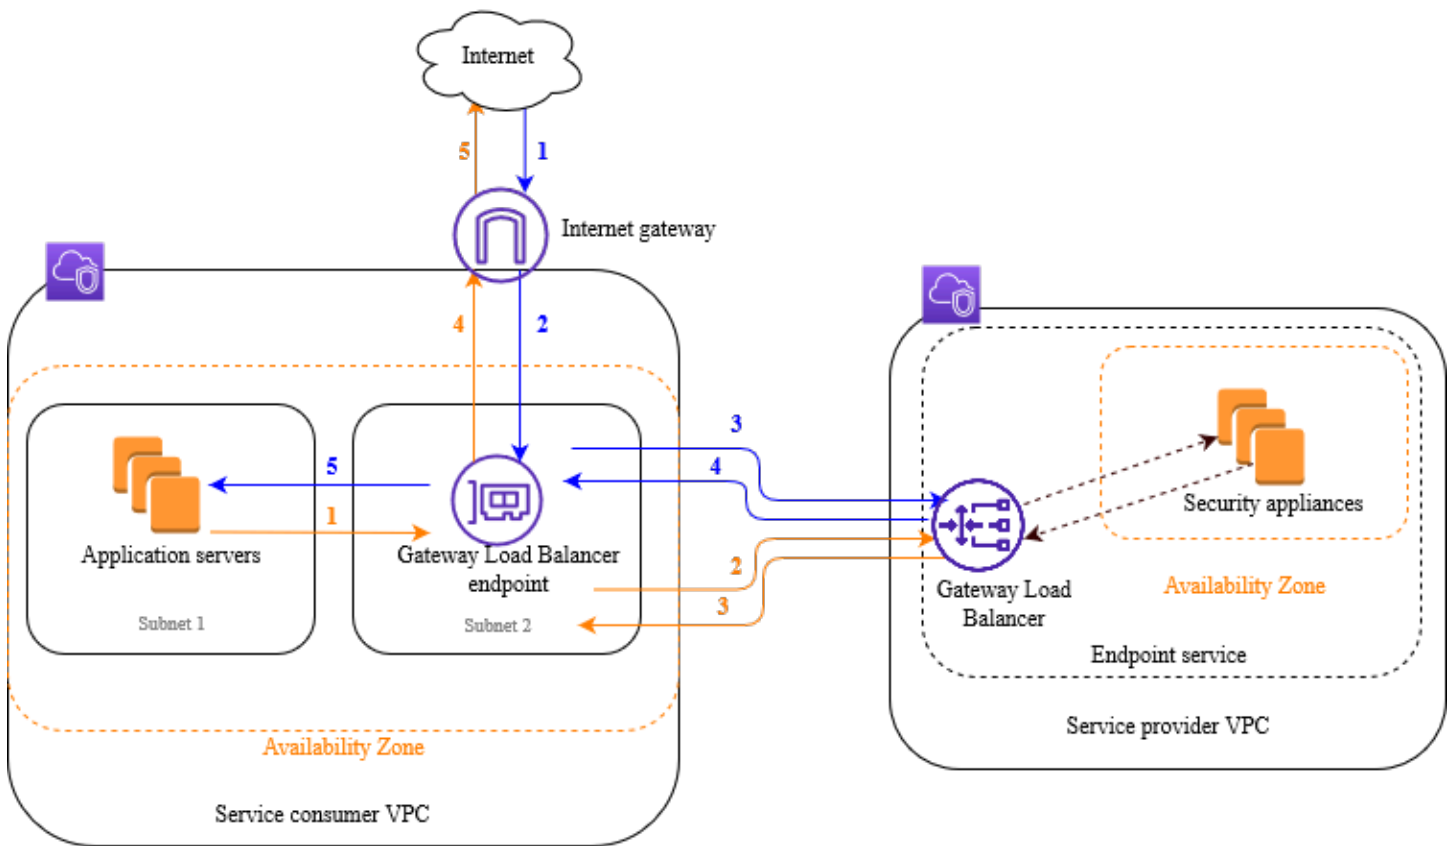 Internet
5
1
Internet gateway
4
2
3
4
5
1
Application servers
Gateway Load Balancer
endpoint
2
3
Subnet 1
Subnet 2
Security appliances
Gateway Load
Balancer
Availability Zone
Endpoint service
Service provider VPC
Availability Zone
Service consumer VPC